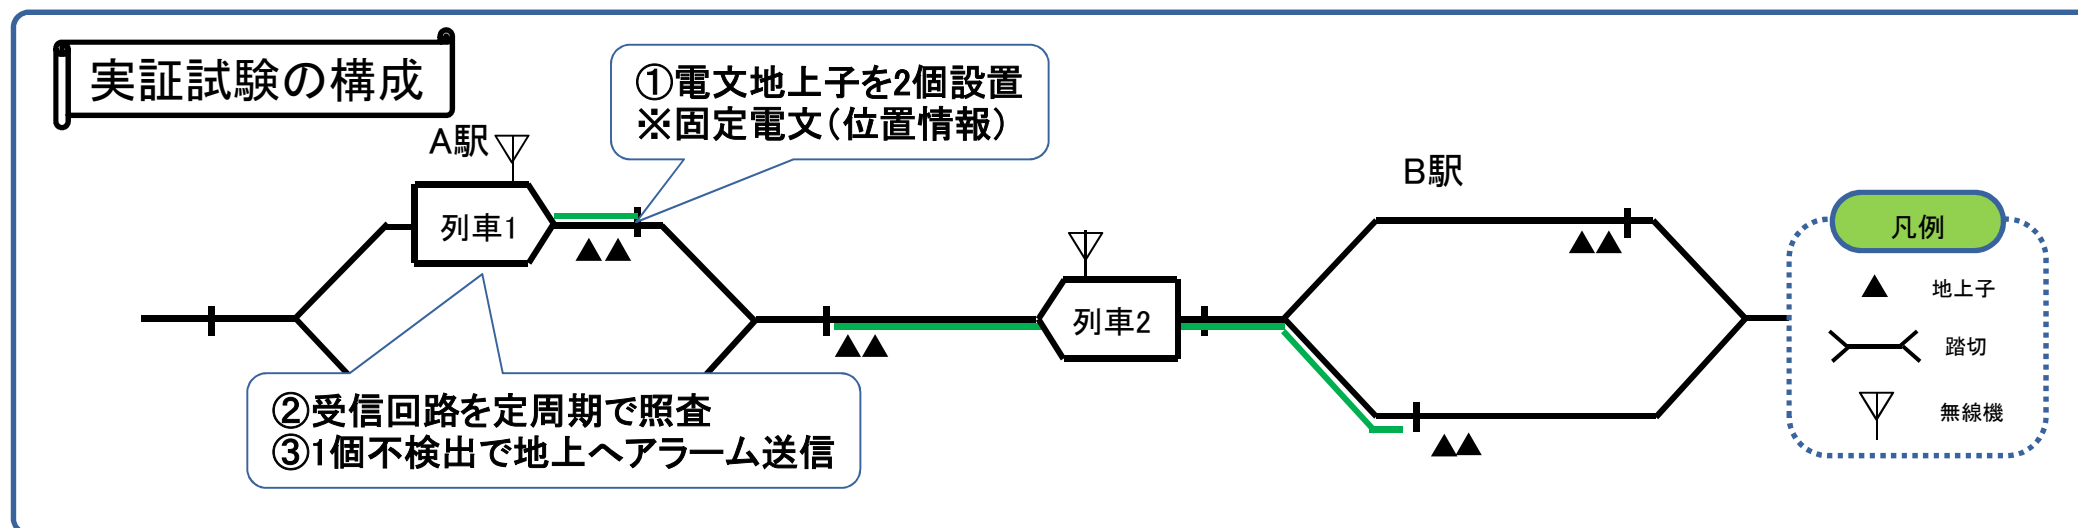 実証試験の構成
①電文地上子を2個設置
※固定電文(位置情報)
A駅
B駅
列車1
列車2
②受信回路を定周期で照査
③1個不検出で地上へアラーム送信
凡例
地上子
踏切
無線機